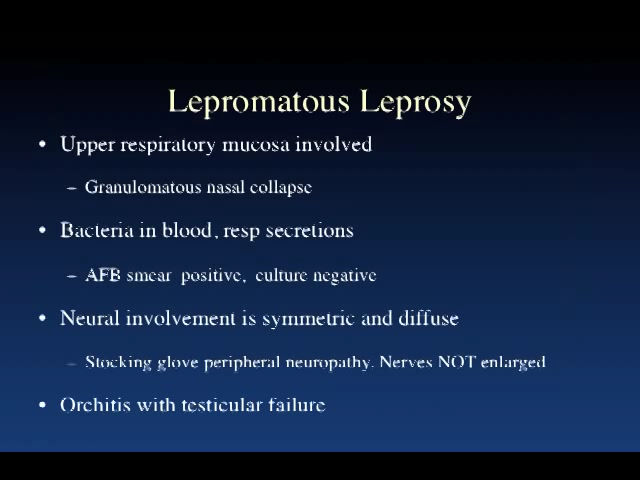 Lepromatous Leprosy
• Upper respiratory mucosa involved
– Granulomatous nasal collapse
• Bacteria in blood, resp secretions
– AFB smear positive, culture negative
• Neural involvement is symmetric and diffuse
– Stocking glove peripheral neuropathy. Nerves NOT enlarged
• Orchitis with testicular failure